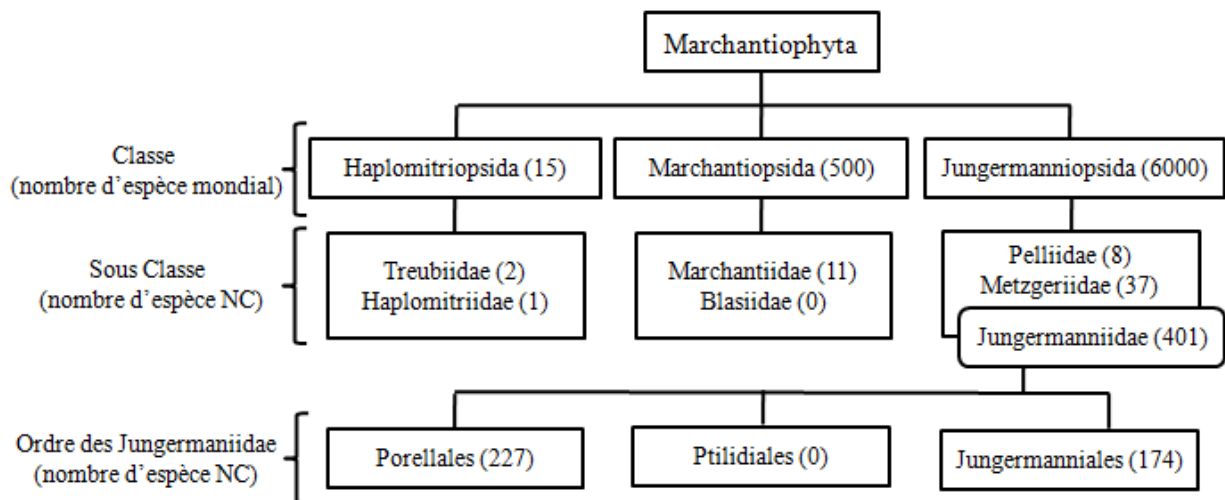 Marchantiophyta
Classe
(nombre d’espèce mondial)
Haplomitriopsida (15)
Marchantiopsida (500)
Jungermanniopsida (6000)
Sous Classe
(nombre d’espèce NC)
Treubiidae (2)
Haplomitriidae (1)
Marchantiidae (11)
Blasiidae (0)
Pelliidae (8)
Metzgeriidae (37)
Jungermanniidae (401)
Ordre des Jungermaniidae
(nombre d’espèce NC)
Porellales (227)
Ptilidiales (0)
Jungermanniales (174)